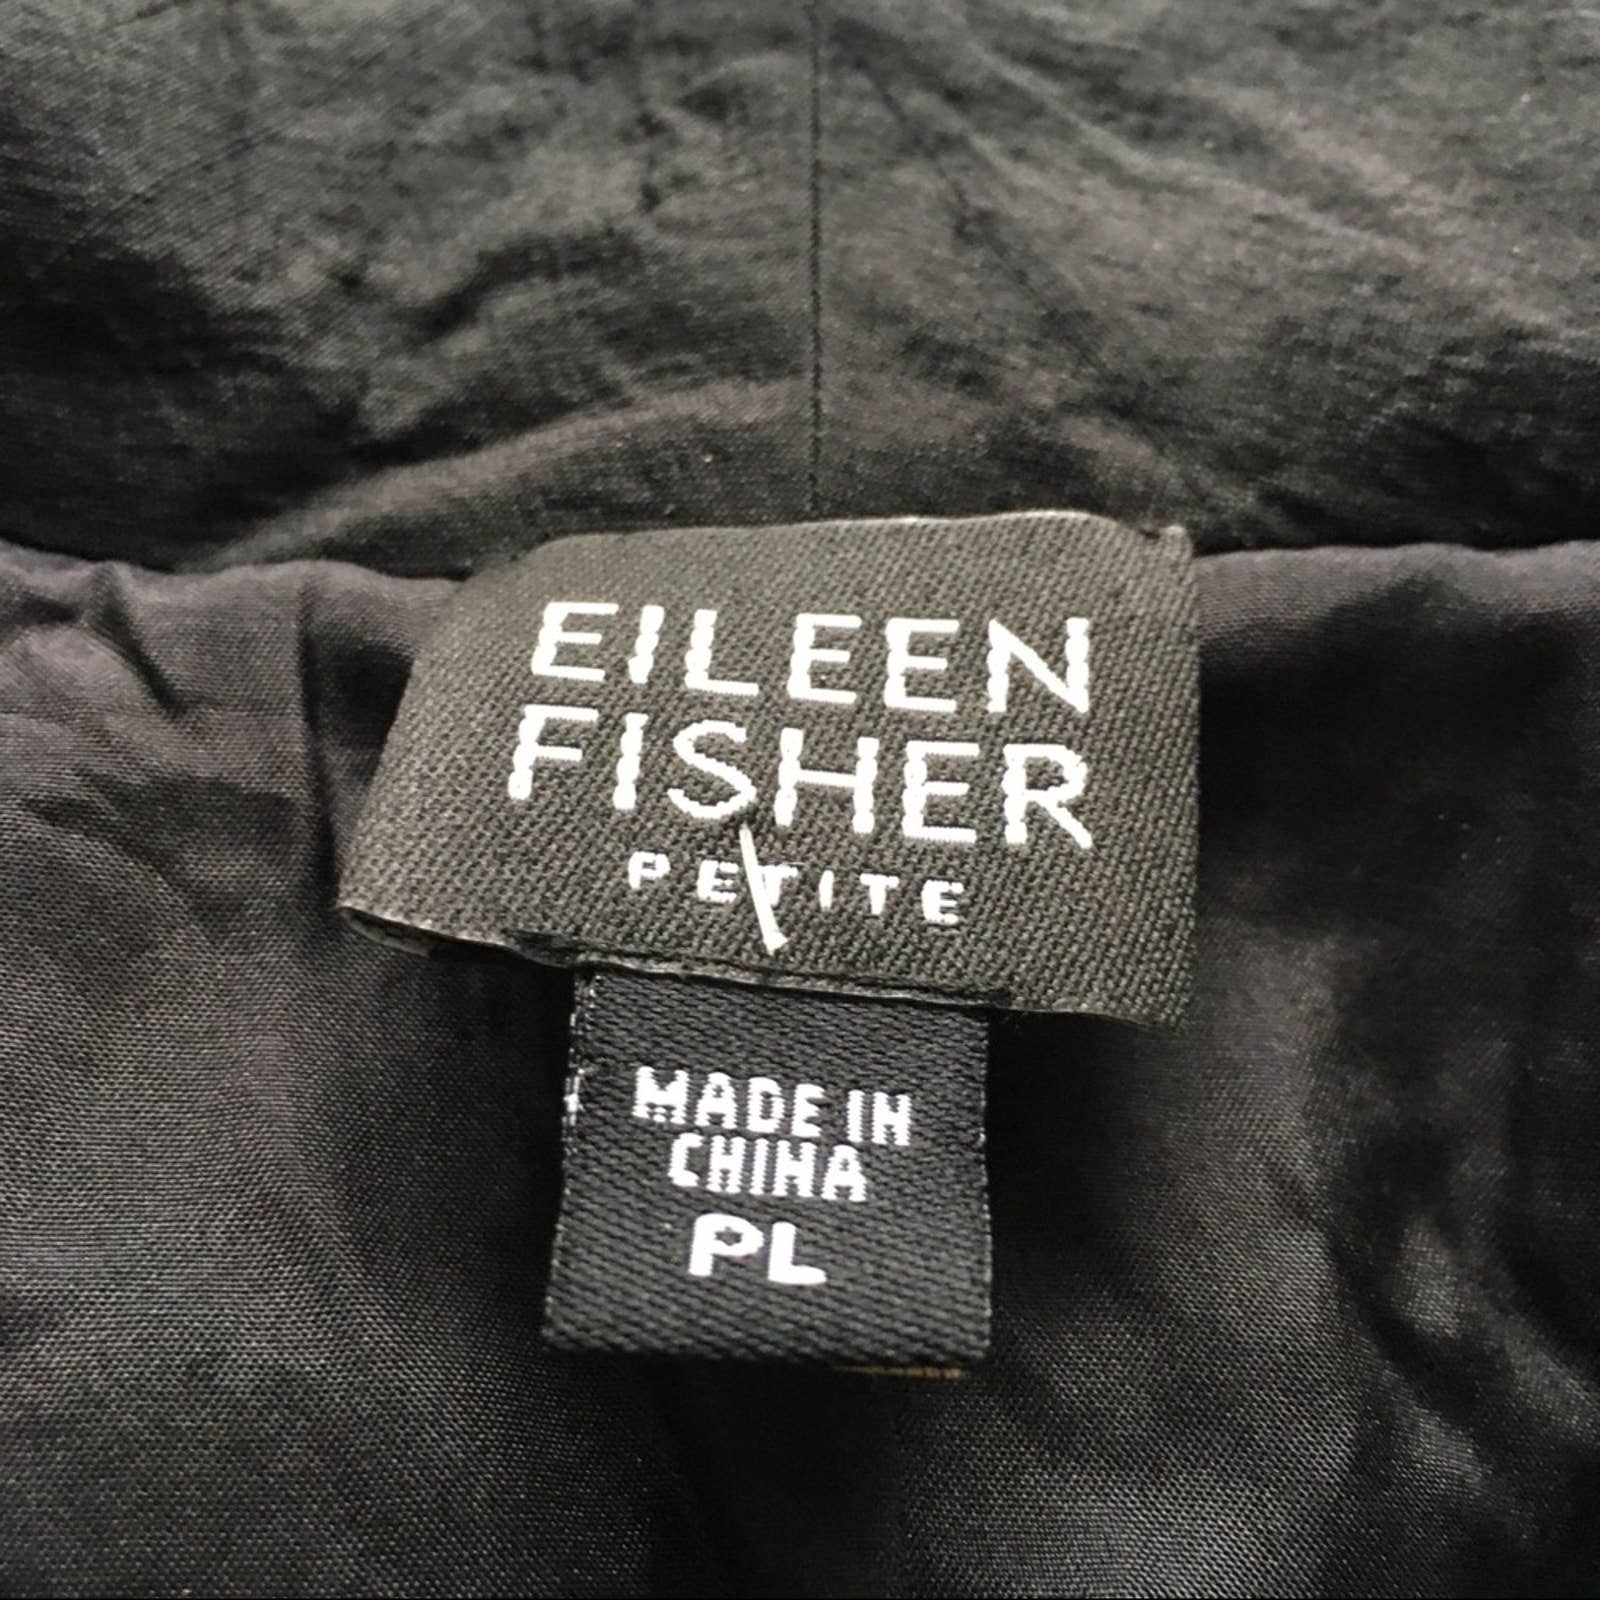 EILEEN
FISHER
PETITE
MADE IN
CHINA
PL